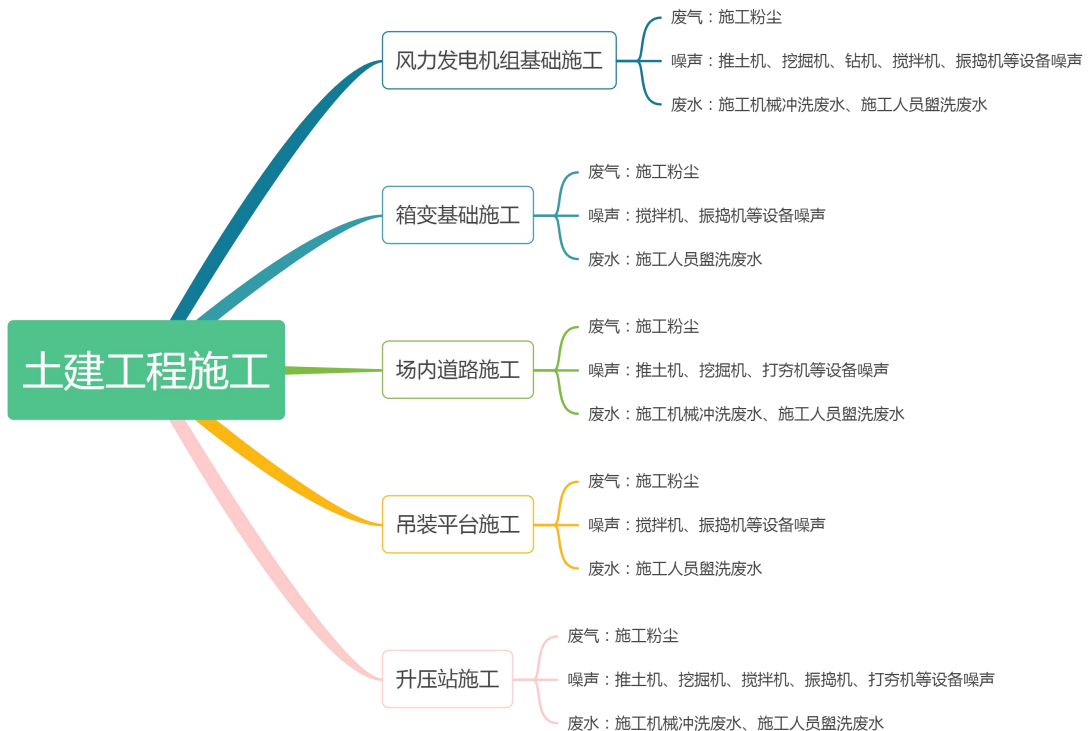 土建工程施工
风力发电机组基础施工
废气：施工粉尘
噪声：推土机、挖掘机、钻机、搅拌机、振捣机等设备噪声
废水：施工机械冲洗废水、施工人员盥洗废水
箱变基础施工
废气：施工粉尘
噪声：搅拌机、振捣机等设备噪声
废水：施工人员盥洗废水
场内道路施工
废气：施工粉尘
噪声：推土机、挖掘机、打夯机等设备噪声
废水：施工机械冲洗废水、施工人员盥洗废水
吊装平台施工
废气：施工粉尘
噪声：搅拌机、振捣机等设备噪声
废水：施工人员盥洗废水
升压站施工
废气：施工粉尘
噪声：推土机、挖掘机、搅拌机、振捣机、打夯机等设备噪声
废水：施工机械冲洗废水、施工人员盥洗废水